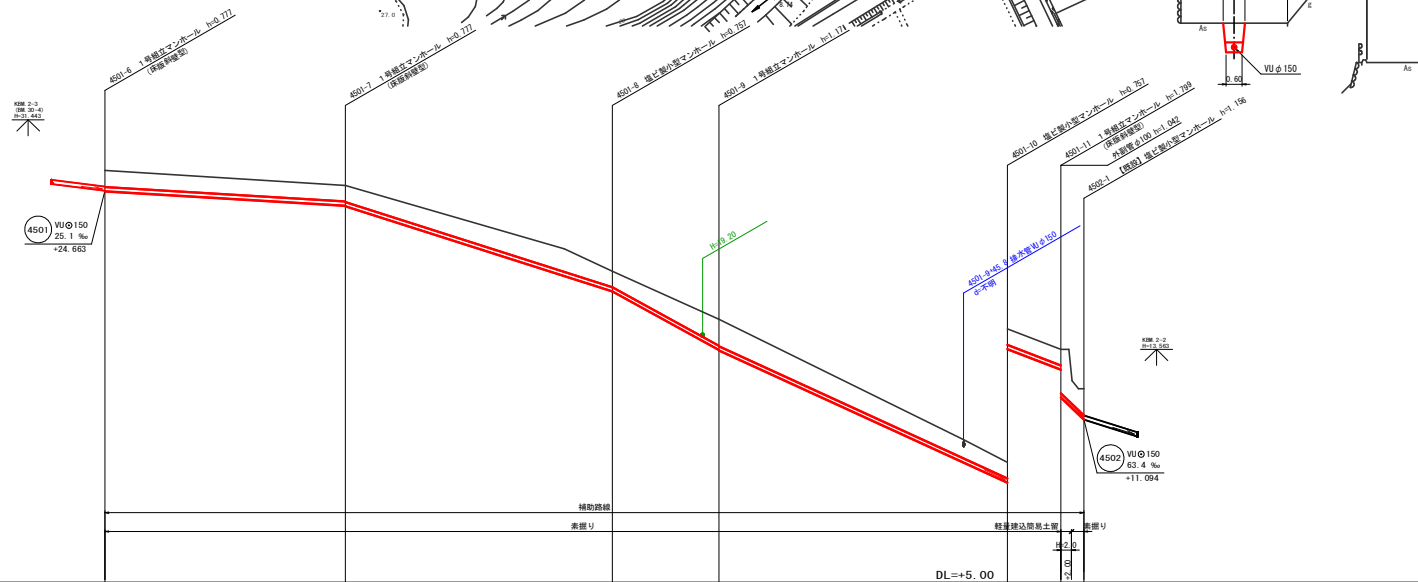 27.0
As
g
VUφ150
0.60
As
4501-6 1号組立マンホール h=0.777
(床版斜壁型)
4501-7 1号組立マンホール h=0.777
(床版斜壁型)
4501-8 塩ビ製小型マンホール h=0.757
4501-9 1号組立マンホール h=1.171
4501-10 塩ビ製小型マンホール h=0.757
4501-11 1号組立マンホール h=1.799
(床版斜壁型)
外副管φ100 h=1.042
4502-1 【既設】塩ビ製小型マンホール h=1.156
KBM.2-3
(BM.3D-4)
H=31.443
4501
VU⊙150
25.1 ‰
+24.663
H=19.20
4501-9+45.8 排水管VUφ150
d=不明
KBM.2-2
H=13.563
4502
VU⊙150
63.4 ‰
+11.094
補助路線
素掘り
軽量建込簡易土留
素掘り
H=2.0
+2.00
DL=+5.00